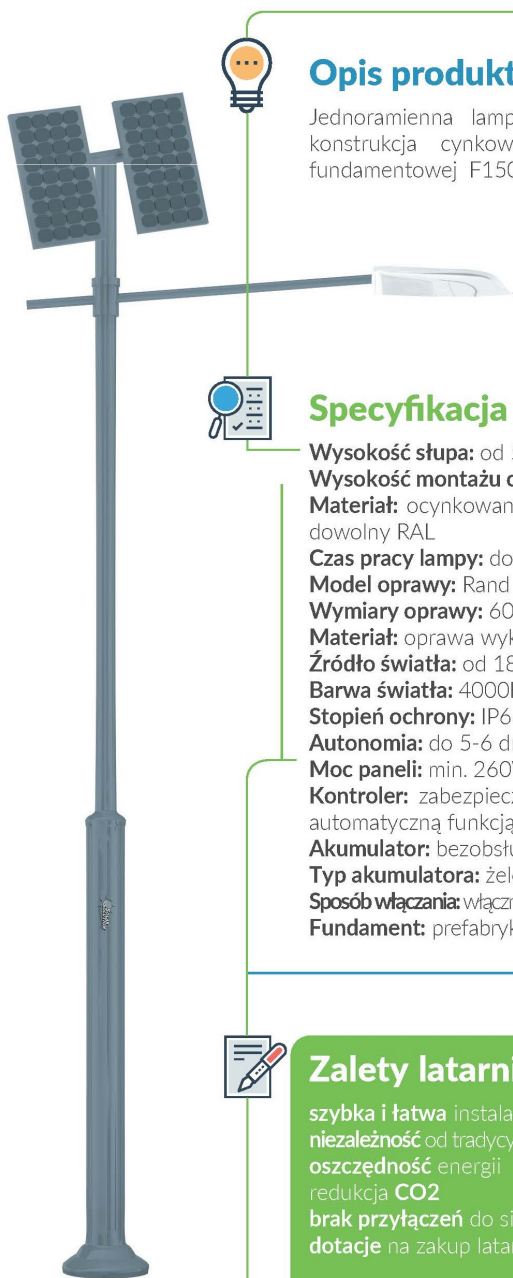 Opis produkt
Jednoramienna lamp
konstrukcja cynkow
fundamentowej F150
Specyfikacja
Wysokość słupa: od
Wysokość montażu
Materiał: ocynkowan
dowolny RAL
Czas pracy lampy: do
Model oprawy: Rand
Wymiary oprawy: 60
Materiał: oprawa wyk
Źródło światła: od 18
Barwa światła: 4000
Stopień ochrony: IP6
Autonomia: do 5-6 d
Moc paneli: min. 260
Kontroler: zabezpiecz
automatyczną funkcją
Akumulator: bezobsłu
Typ akumulatora: żel
Sposób włączania: włączn
Fundament: prefabryk
Zalety latarni
szybka i łatwa instala
niezależność od tradycy
oszczędność energii
redukcja CO2
brak przyłączeń do si
dotacje na zakup latar